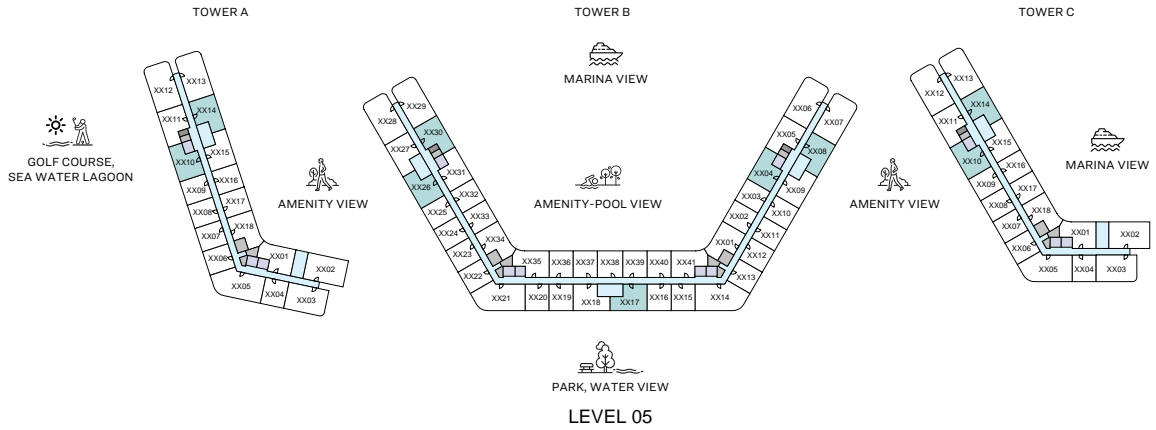 TOWER A
TOWER B
TOWER C
MARINA VIEW
GOLF COURSE,
SEA WATER LAGOON
AMENITY VIEW
AMENITY-POOL VIEW
AMENITY VIEW
MARINA VIEW
PARK, WATER VIEW
LEVEL 05
XX12
XX13
XX11
XX14
XX10
XX15
XX09
XX16
XX08
XX17
XX07
XX18
XX06
XX01
XX02
XX05
XX04
XX03
XX28
XX29
XX27
XX30
XX26
XX31
XX25
XX32
XX24
XX33
XX23
XX34
XX22
XX35
XX36
XX37
XX38
XX39
XX40
XX41
XX21
XX20
XX19
XX18
XX17
XX16
XX15
XX14
XX06
XX07
XX05
XX08
XX04
XX09
XX03
XX10
XX02
XX11
XX01
XX12
XX13
XX12
XX13
XX11
XX14
XX10
XX15
XX09
XX16
XX08
XX17
XX07
XX18
XX06
XX01
XX02
XX05
XX04
XX03